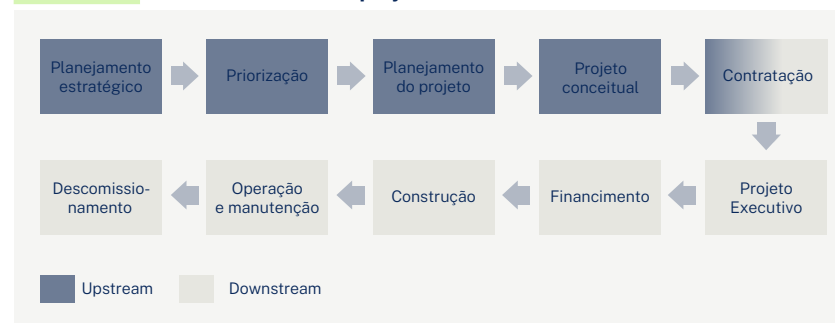 Planejamento
estratégico
Priorização
Planejamento
do projeto
Projeto
conceitual
Contratação
Descomissio-
namento
Operação
e manutenção
Construção
Financimento
Projeto
Executivo
Upstream
Downstream